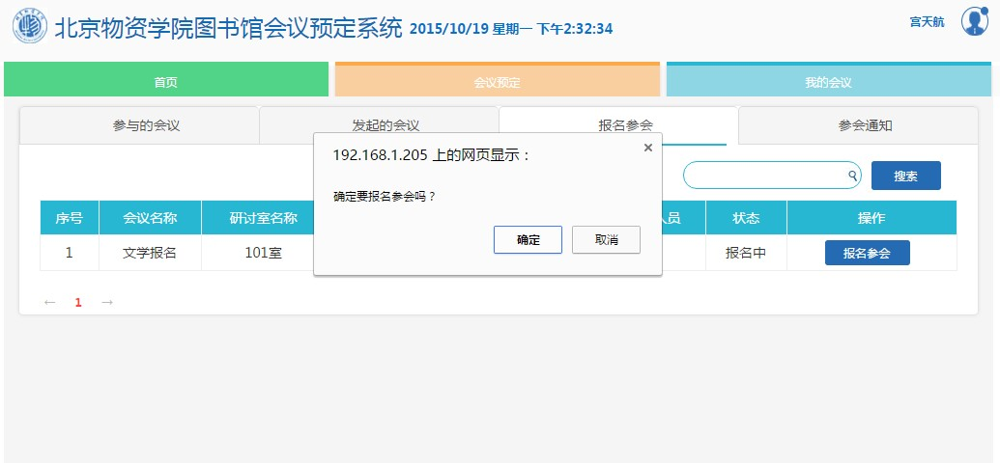 北京物资学院图书馆会议预定系统 2015/10/19 星期一 下午2:32:34
宫天航
首页 会议预定 我的会议
参与的会议 发起的会议 报名参会 参会通知
192.168.1.205 上的网页显示：
×
确定要报名参会吗？
确定 取消
搜索
序号 会议名称 研讨室名称 人员 状态 操作
1 文学报名 101室 报名中 报名参会
← 1 →